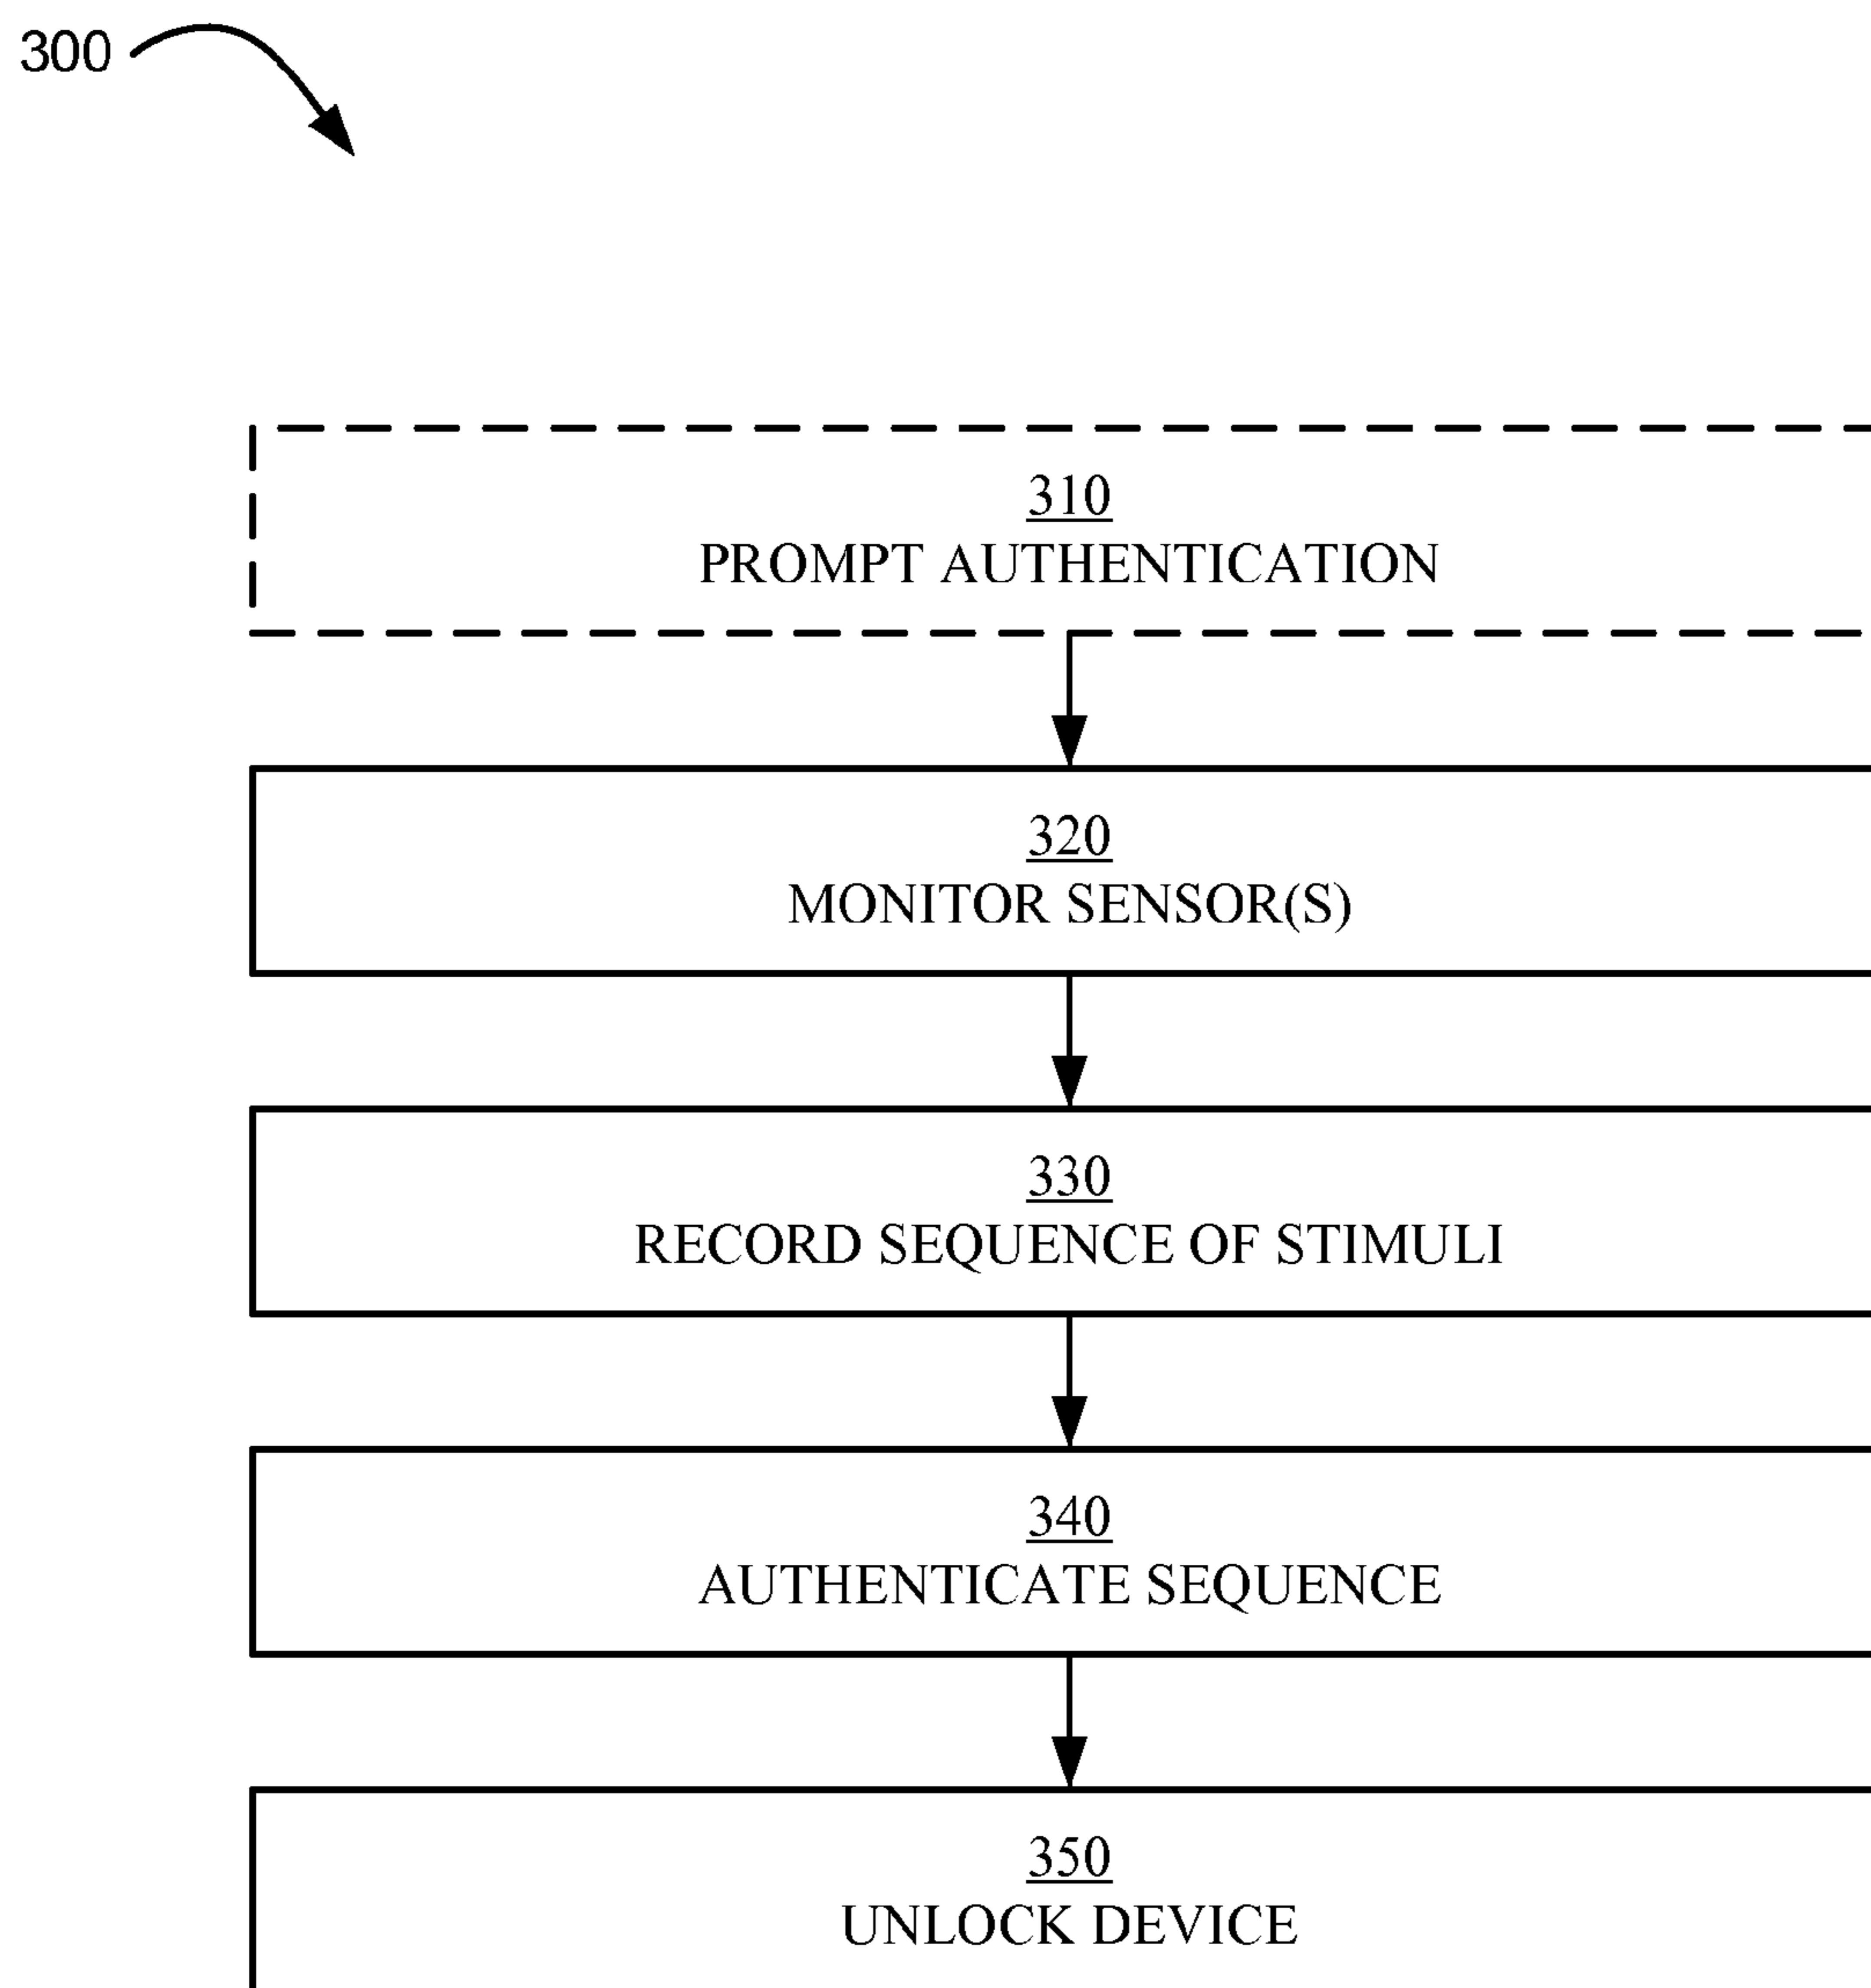 300
310
PROMPT AUTHENTICATION
320
MONITOR SENSOR(S)
330
RECORD SEQUENCE OF STIMULI
340
AUTHENTICATE SEQUENCE
350
UNLOCK DEVICE